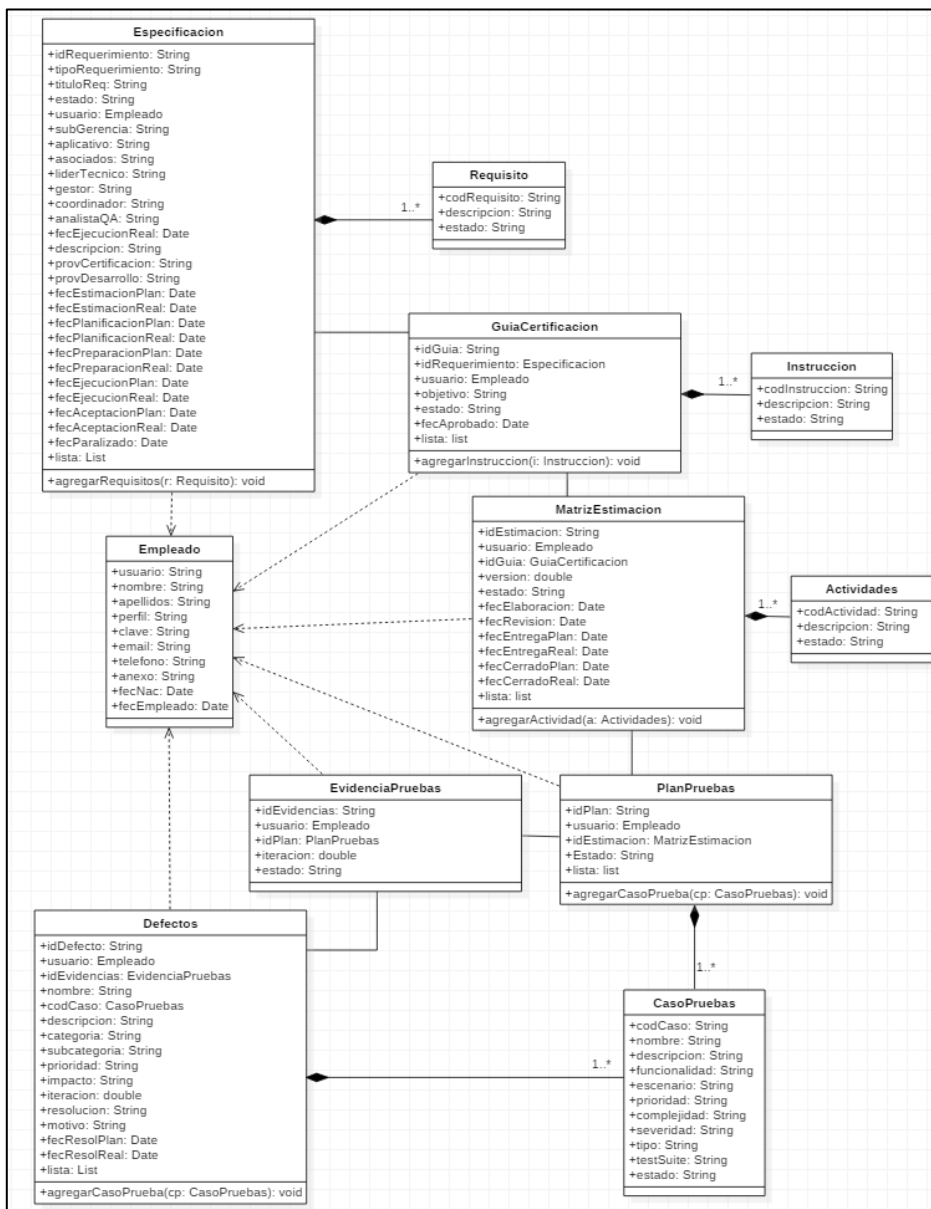 Especificacion
+idRequerimiento: String
+tipoRequerimiento: String
+tituloReq: String
+estado: String
+usuario: Empleado
+subGerencia: String
+aplicativo: String
+asociados: String
+liderTecnico: String
+gestor: String
+coordinador: String
+analistaQA: String
+fecEjecucionReal: Date
+descripcion: String
+provCertificacion: String
+provDesarrollo: String
+fecEstimacionPlan: Date
+fecEstimacionReal: Date
+fecPlanificacionPlan: Date
+fecPlanificacionReal: Date
+fecPreparacionPlan: Date
+fecPreparacionReal: Date
+fecEjecucionPlan: Date
+fecEjecucionReal: Date
+fecAceptacionPlan: Date
+fecAceptacionReal: Date
+fecParalizado: Date
+lista: List
+agregarRequisitos(r: Requisito): void
1..*
Requisito
+codRequisito: String
+descripcion: String
+estado: String
GuiaCertificacion
+idGuia: String
+idRequerimiento: Especificacion
+usuario: Empleado
+objetivo: String
+estado: String
+fecAprobado: Date
+lista: list
+agregarInstruccion(i: Instruccion): void
1..*
Instruccion
+codInstruccion: String
+descripcion: String
+estado: String
Empleado
+usuario: String
+nombre: String
+apellidos: String
+perfil: String
+clave: String
+email: String
+telefono: String
+anexo: String
+fecNac: Date
+fecEmpleado: Date
MatrizEstimacion
+idEstimacion: String
+usuario: Empleado
+idGuia: GuiaCertificacion
+version: double
+estado: String
+fecElaboracion: Date
+fecRevision: Date
+fecEntregaPlan: Date
+fecEntregaReal: Date
+fecCerradoPlan: Date
+fecCerradoReal: Date
+lista: list
+agregarActividad(a: Actividades): void
1..*
Actividades
+codActividad: String
+descripcion: String
+estado: String
EvidenciaPruebas
+idEvidencias: String
+usuario: Empleado
+idPlan: PlanPruebas
+iteracion: double
+estado: String
PlanPruebas
+idPlan: String
+usuario: Empleado
+idEstimacion: MatrizEstimacion
+Estado: String
+lista: list
+agregarCasoPrueba(cp: CasoPruebas): void
1..*
Defectos
+idDefecto: String
+usuario: Empleado
+idEvidencias: EvidenciaPruebas
+nombre: String
+codCaso: CasoPruebas
+descripcion: String
+categoria: String
+subcategoria: String
+prioridad: String
+impacto: String
+iteracion: double
+resolucion: String
+motivo: String
+fecResolPlan: Date
+fecResolReal: Date
+lista: List
+agregarCasoPrueba(cp: CasoPruebas): void
1..*
CasoPruebas
+codCaso: String
+nombre: String
+descripcion: String
+funcionalidad: String
+escenario: String
+prioridad: String
+complejidad: String
+severidad: String
+tipo: String
+testSuite: String
+estado: String